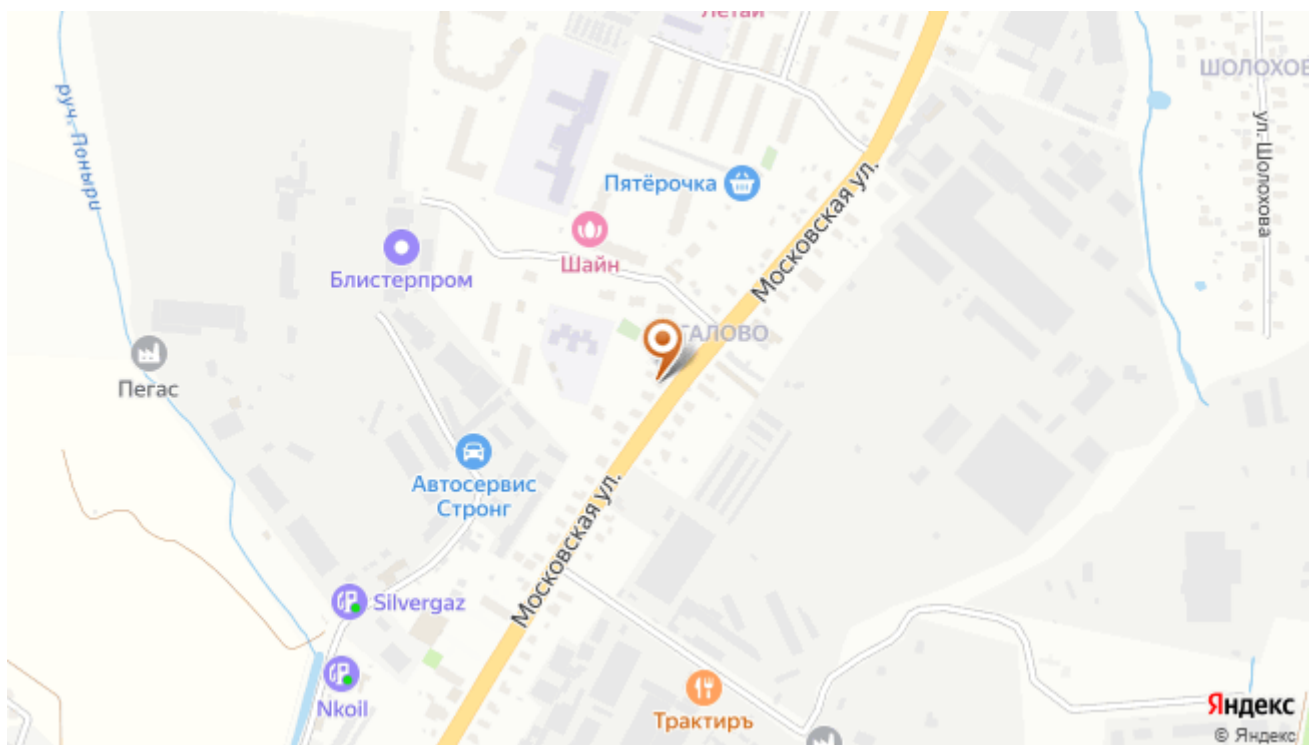 Летай
ШОЛОХОВ
руч. Поныри
ул. Шолохова
Пятёрочка
Московская ул.
Шайн
Блистерпром
ТАЛОВО
Пегас
Автосервис
Стронг
Московская ул.
Silvergaz
Nkoil
Трактиръ
Яндекс
© Яндекс